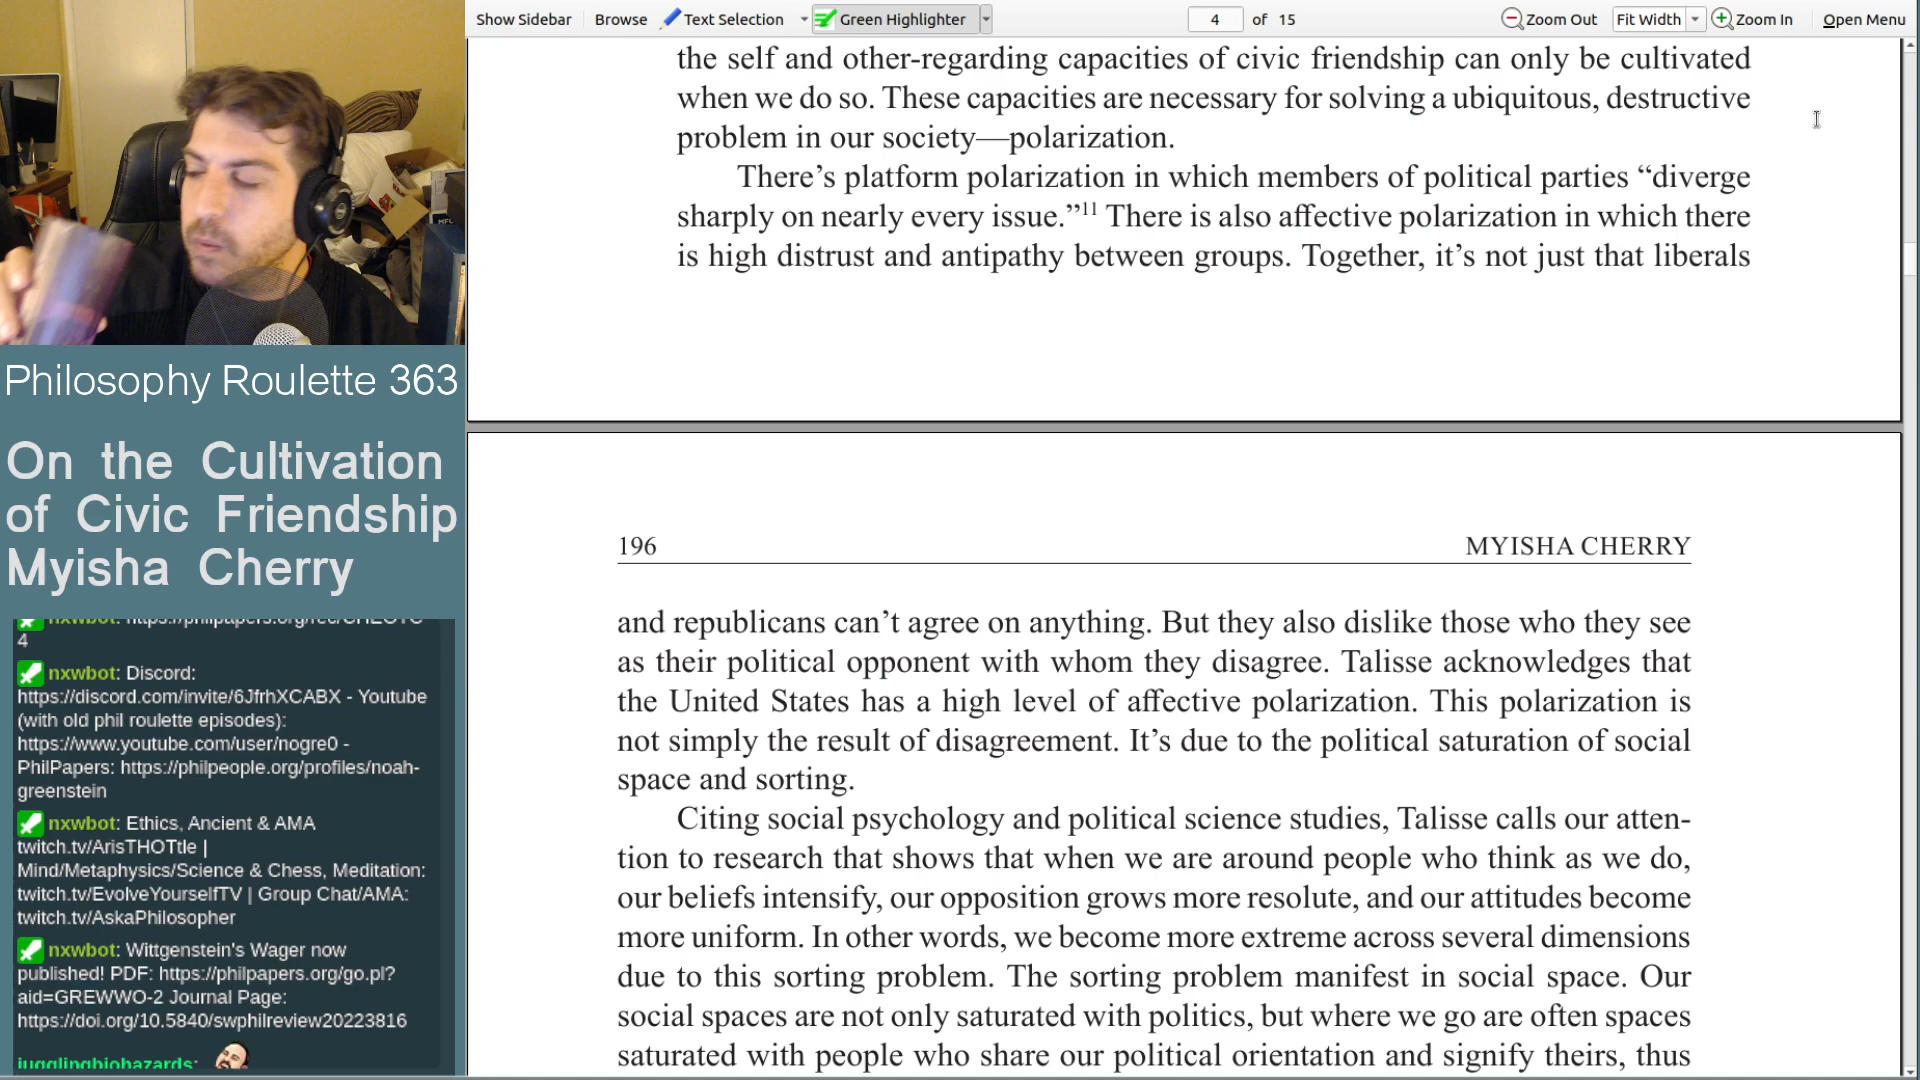 Show Sidebar Browse Text Selection Green Highlighter 4 of 15 Zoom Out Fit Width Zoom In Open Menu
the self and other-regarding capacities of civic friendship can only be cultivated
when we do so. These capacities are necessary for solving a ubiquitous, destructive
problem in our society—polarization.
There’s platform polarization in which members of political parties “diverge
sharply on nearly every issue.”11 There is also affective polarization in which there
is high distrust and antipathy between groups. Together, it’s not just that liberals
196 MYISHA CHERRY
and republicans can’t agree on anything. But they also dislike those who they see
as their political opponent with whom they disagree. Talisse acknowledges that
the United States has a high level of affective polarization. This polarization is
not simply the result of disagreement. It’s due to the political saturation of social
space and sorting.
Citing social psychology and political science studies, Talisse calls our atten-
tion to research that shows that when we are around people who think as we do,
our beliefs intensify, our opposition grows more resolute, and our attitudes become
more uniform. In other words, we become more extreme across several dimensions
due to this sorting problem. The sorting problem manifest in social space. Our
social spaces are not only saturated with politics, but where we go are often spaces
saturated with people who share our political orientation and signify theirs, thus
Philosophy Roulette 363
On the Cultivation
of Civic Friendship
Myisha Cherry
4
nxwbot: Discord:
https://discord.com/invite/6JfrhXCABX - Youtube
(with old phil roulette episodes):
https://www.youtube.com/user/nogre0 -
PhilPapers: https://philpeople.org/profiles/noah-
greenstein
nxwbot: Ethics, Ancient & AMA
twitch.tv/ArisTHOTtle |
Mind/Metaphysics/Science & Chess, Meditation:
twitch.tv/EvolveYourselfTV | Group Chat/AMA:
twitch.tv/AskaPhilosopher
nxwbot: Wittgenstein's Wager now
published! PDF: https://philpapers.org/go.pl?
aid=GREWWO-2 Journal Page:
https://doi.org/10.5840/swphilreview20223816
jugglingbiohazards: